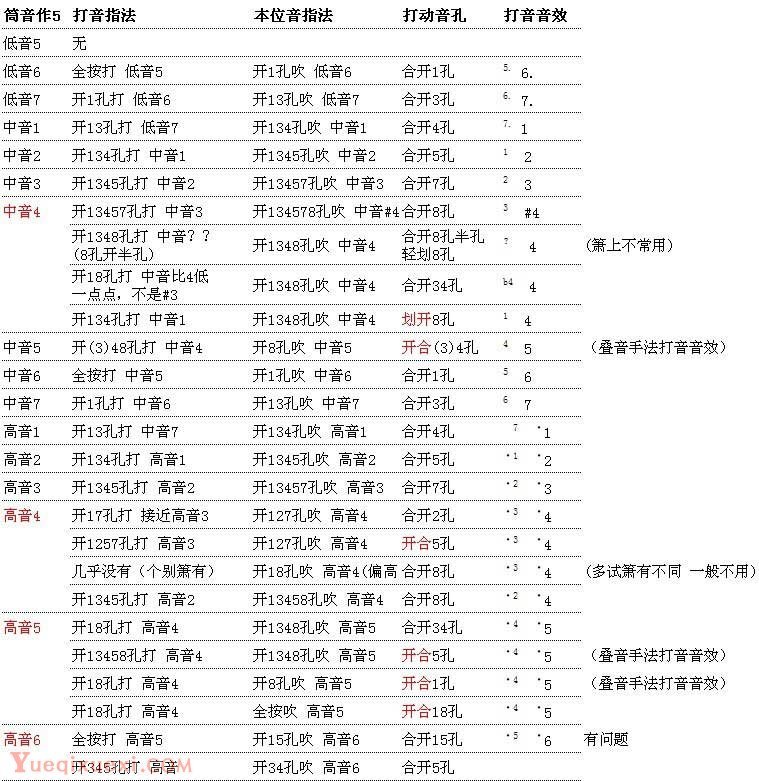 筒音作5 打音指法 本位音指法 打动音孔 打音音效
低音5 无
低音6 全按打 低音5 开1孔吹 低音6 合开1孔 5. 6.
低音7 开1孔打 低音6 开13孔吹 低音7 合开3孔 6. 7.
中音1 开13孔打 低音7 开134孔吹 中音1 合开4孔 7. 1
中音2 开134孔打 中音1 开1345孔吹 中音2 合开5孔 1 2
中音3 开1345孔打 中音2 开13457孔吹 中音3 合开7孔 2 3
中音4 开13457孔打 中音3 开134578孔吹 中音#4 合开8孔 3 #4
开1348孔打 中音？？
(8孔开半孔) 开1348孔吹 中音4 合开8孔半孔
轻划8孔 ? 4 (箫上不常用)
开18孔打 中音比4低
一点点，不是#3 开1348孔吹 中音4 合开34孔 b4 4
开134孔打 中音1 开1348孔吹 中音4 划开8孔 1 4
中音5 开(3)48孔打 中音4 开8孔吹 中音5 开合(3)4孔 4 5 （叠音手法打音音效）
中音6 全按打 中音5 开1孔吹 中音6 合开1孔 5 6
中音7 开1孔打 中音6 开13孔吹 中音7 合开3孔 6 7
高音1 开13孔打 中音7 开134孔吹 高音1 合开4孔 7 ·1
高音2 开134孔打 高音1 开1345孔吹 高音2 合开5孔 ·1 ·2
高音3 开1345孔打 高音2 开13457孔吹 高音3 合开7孔 ·2 ·3
高音4 开17孔打 接近高音3 开127孔吹 高音4 合开2孔 ·3 ·4
开1257孔打 高音3 开127孔吹 高音4 开合5孔 ·3 ·4
几乎没有（个别箫有） 开18孔吹 高音4(偏高 合开8孔 ·3 ·4 (多试箫有不同 一般不用)
开1345孔打 高音2 开13458孔吹 高音4 合开8孔 ·2 ·4
高音5 开18孔打 高音4 开1348孔吹 高音5 合开34孔 ·4 ·5
开13458孔打 高音4 开1348孔吹 高音5 开合5孔 ·4 ·5 （叠音手法打音音效）
开18孔打 高音4 开8孔吹 高音5 开合1孔 ·4 ·5 （叠音手法打音音效）
开18孔打 高音4 全按吹 高音5 开合18孔 ·4 ·5
高音6 全按打 高音5 开15孔吹 高音6 合开15孔 ·5 ·6 有问题
开345孔打 高音 开34孔吹 高音6 合开5孔
Yueqiquxi.com